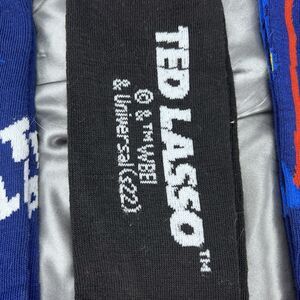 TED LASSO™
© & ™ WBEI
& Universal (s22)